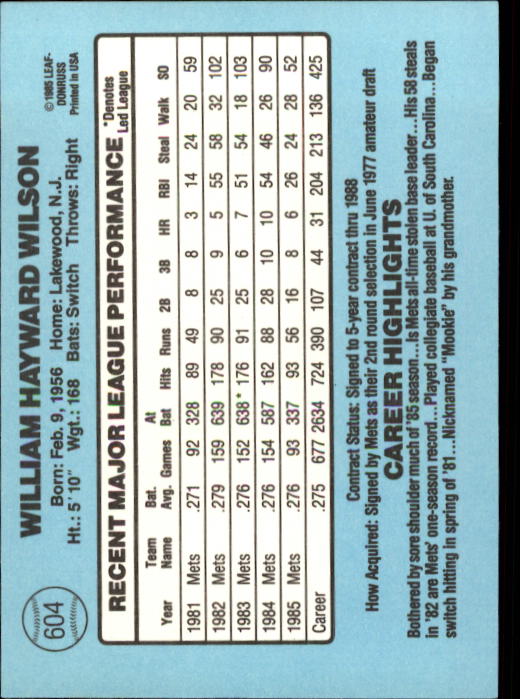 604
WILLIAM HAYWARD WILSON
© 1985 LEAF-
DONRUSS
Printed in USA
Born: Feb. 9, 1956 Home: Lakewood, N.J.
Ht.: 5' 10" Wgt.: 168 Bats: Switch Throws: Right
RECENT MAJOR LEAGUE PERFORMANCE *Denotes
Led League
Team Bat. At
Year Name Avg. Games Bat Hits Runs 2B 3B HR RBI Steal Walk SO
1981 Mets .271 92 328 89 49 8 8 3 14 24 20 59
1982 Mets .279 159 639 178 90 25 9 5 55 58 32 102
1983 Mets .276 152 638* 176 91 25 6 7 51 54 18 103
1984 Mets .276 154 587 162 88 28 10 10 54 46 26 90
1985 Mets .276 93 337 93 56 16 8 6 26 24 28 52
Career .275 677 2634 724 390 107 44 31 204 213 136 425
Contract Status: Signed to 5-year contract thru 1988
How Acquired: Signed by Mets as their 2nd round selection in June 1977 amateur draft
CAREER HIGHLIGHTS
Bothered by sore shoulder much of '85 season...Is Mets all-time stolen base leader...His 58 steals
in '82 are Mets' one-season record...Played collegiate baseball at U. of South Carolina...Began
switch hitting in spring of '81...Nicknamed "Mookie" by his grandmother.